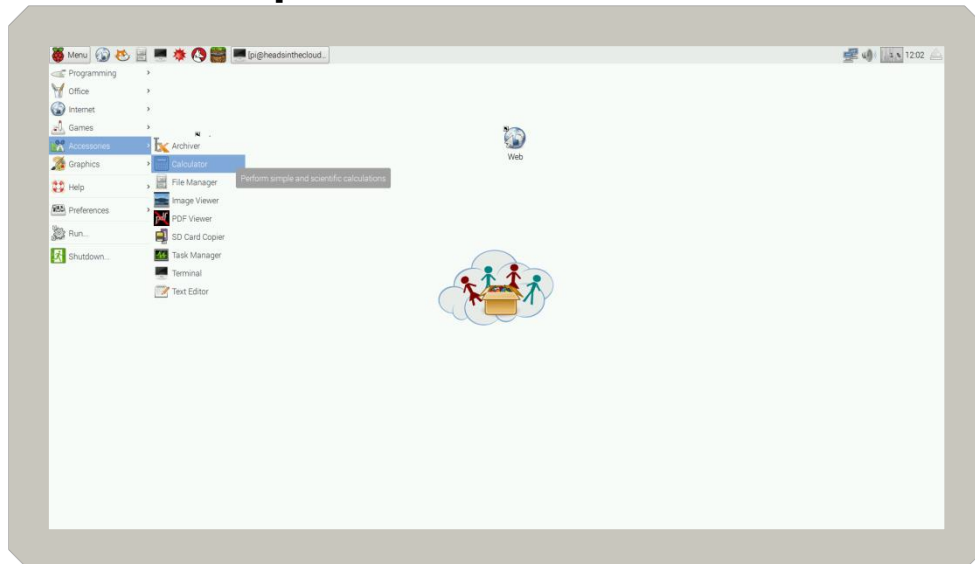 Menu [pi@headsinthecloud.. 12:02
Programming
Office
Internet
Games
Accessories
Graphics
Help
Preferences
Run...
Shutdown...
Archiver
Calculator
File Manager
Image Viewer
PDF Viewer
SD Card Copier
Task Manager
Terminal
Text Editor
Perform simple and scientific calculations
Web